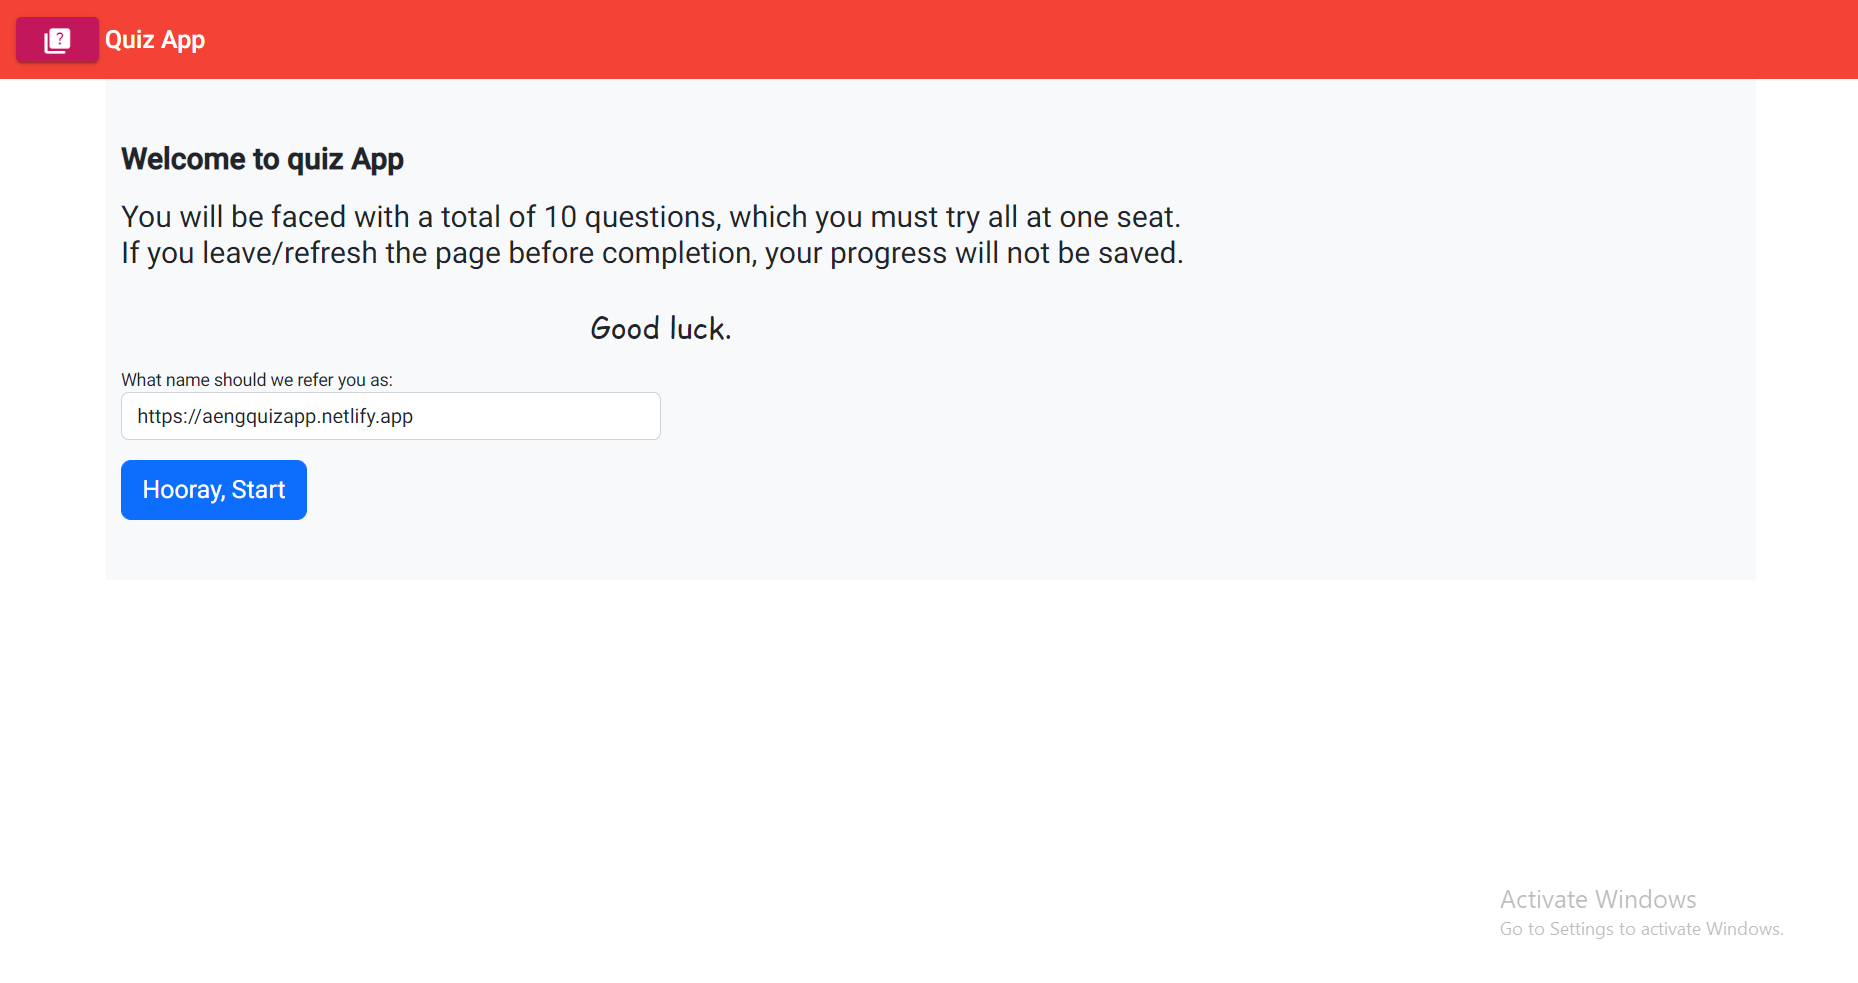 Quiz App
Welcome to quiz App
You will be faced with a total of 10 questions, which you must try all at one seat.
If you leave/refresh the page before completion, your progress will not be saved.
Good luck.
What name should we refer you as:
https://aengquizapp.netlify.app
Hooray, Start
Activate Windows
Go to Settings to activate Windows.